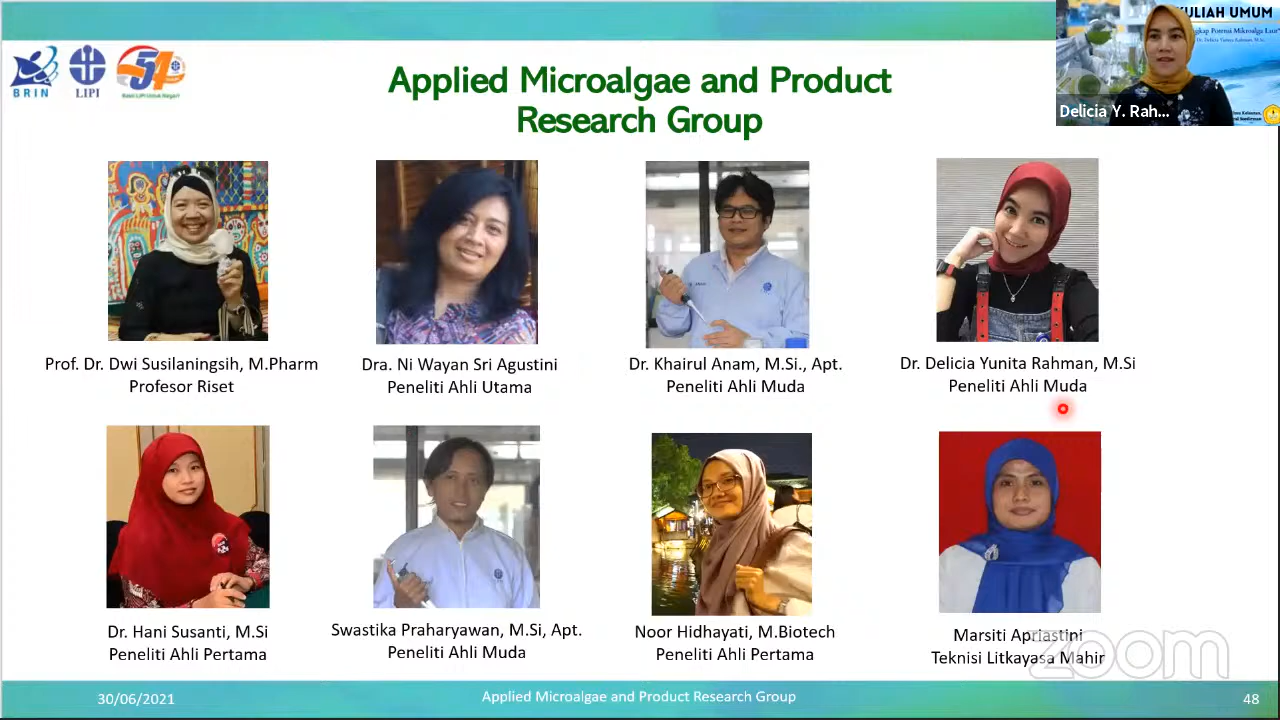 BRIN
LIPI
KULIAH UMUM
Delicia Y. Rah...
Applied Microalgae and Product
Research Group
Prof. Dr. Dwi Susilaningsih, M.Pharm
Profesor Riset
Dra. Ni Wayan Sri Agustini
Peneliti Ahli Utama
Dr. Khairul Anam, M.Si., Apt.
Peneliti Ahli Muda
Dr. Delicia Yunita Rahman, M.Si
Peneliti Ahli Muda
Dr. Hani Susanti, M.Si
Peneliti Ahli Pertama
Swastika Praharyawan, M.Si, Apt.
Peneliti Ahli Muda
Noor Hidhayati, M.Biotech
Peneliti Ahli Pertama
Marsiti Apriastini
Teknisi Litkayasa Mahir
zoom
30/06/2021
Applied Microalgae and Product Research Group
48